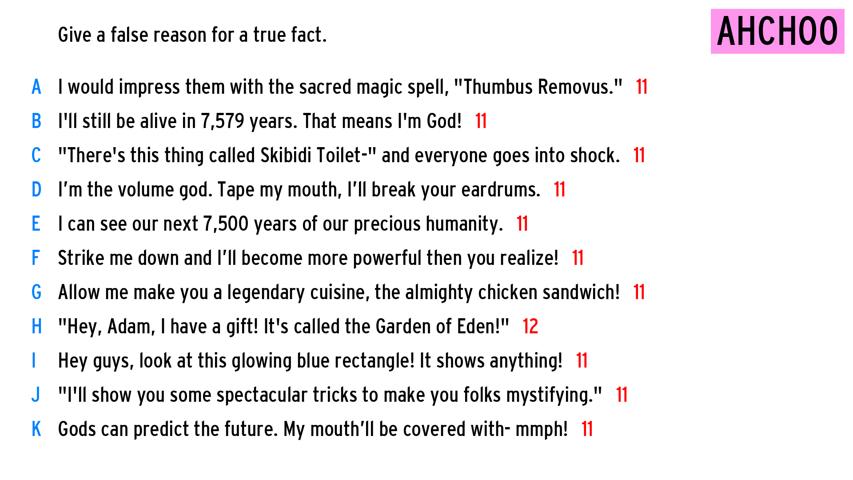 Give a false reason for a true fact.
AHCHOO
A I would impress them with the sacred magic spell, "Thumbus Removus." 11
B I'll still be alive in 7,579 years. That means I'm God! 11
C "There's this thing called Skibidi Toilet-" and everyone goes into shock. 11
D I’m the volume god. Tape my mouth, I’ll break your eardrums. 11
E I can see our next 7,500 years of our precious humanity. 11
F Strike me down and I’ll become more powerful then you realize! 11
G Allow me make you a legendary cuisine, the almighty chicken sandwich! 11
H "Hey, Adam, I have a gift! It's called the Garden of Eden!" 12
I Hey guys, look at this glowing blue rectangle! It shows anything! 11
J "I'll show you some spectacular tricks to make you folks mystifying." 11
K Gods can predict the future. My mouth’ll be covered with- mmph! 11